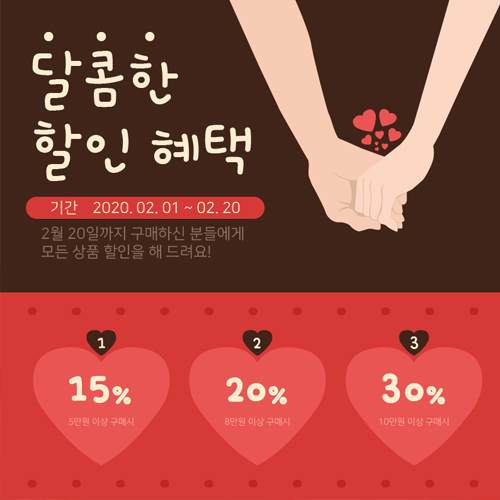 달콤한
할인 혜택
기간 2020. 02. 01 ~ 02. 20
2월 20일까지 구매하신 분들에게
모든 상품 할인을 해 드려요!
1 2 3
15% 20% 30%
5만원 이상 구매시 8만원 이상 구매시 10만원 이상 구매시